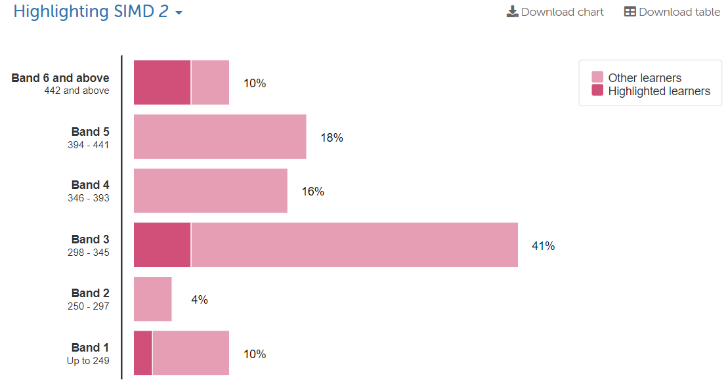 Highlighting SIMD 2
Download chart
Download table
Other learners
Highlighted learners
Band 6 and above
442 and above
10%
Band 5
394 - 441
18%
Band 4
346 - 393
16%
Band 3
298 - 345
41%
Band 2
250 - 297
4%
Band 1
Up to 249
10%